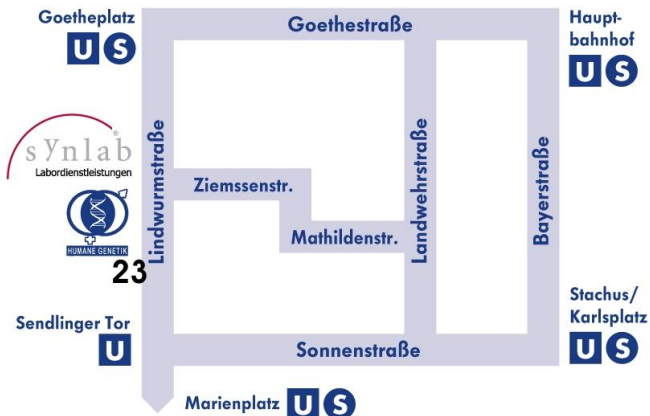 Goetheplatz
U S
Goethestraße
Haupt-
bahnhof
U S
synlab
®
Labordienstleistungen
HUMANE GENETIK
23
Lindwurmstraße
Ziemssenstr.
Mathildenstr.
Landwehrstraße
Bayerstraße
Sendlinger Tor
U
Sonnenstraße
Stachus/
Karlsplatz
U S
Marienplatz U S